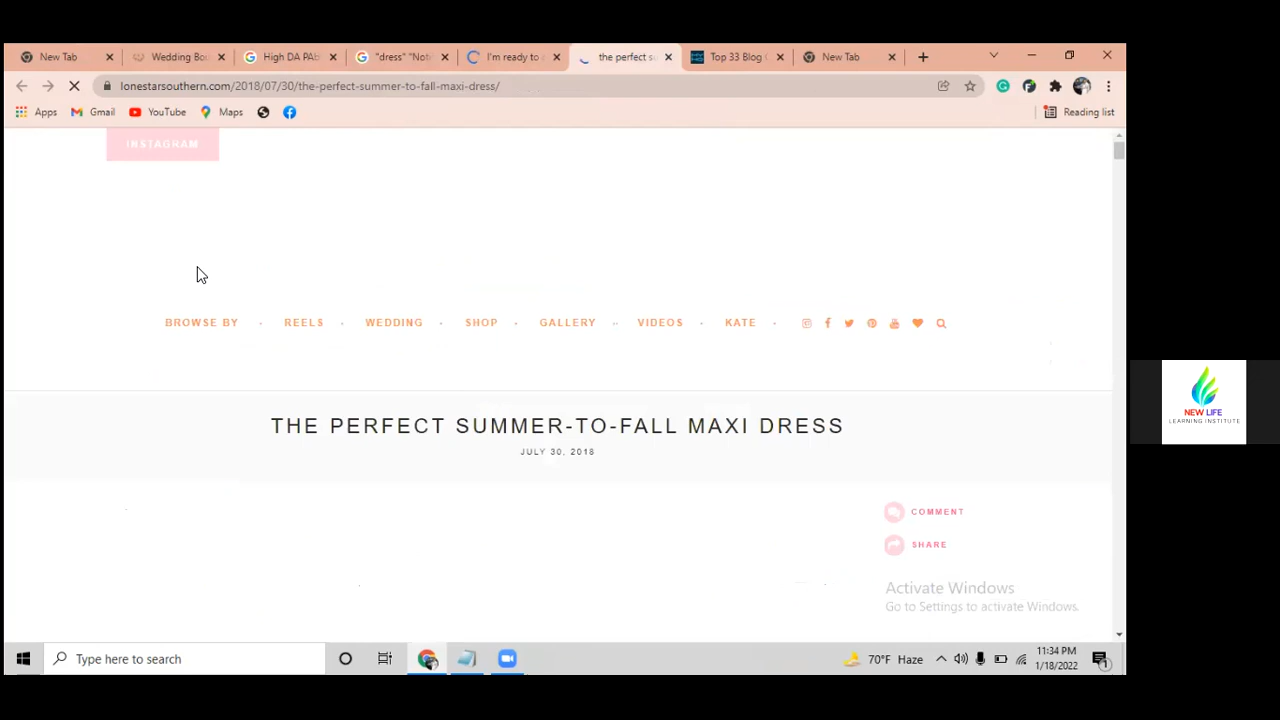 New Tab
Wedding Bou
High DA PA
"dress" "Not
I'm ready to
the perfect s
Top 33 Blog
New Tab
lonestarsouthern.com/2018/07/30/the-perfect-summer-to-fall-maxi-dress/
Apps
Gmail
YouTube
Maps
Reading list
INSTAGRAM
BROWSE BY
REELS
WEDDING
SHOP
GALLERY
VIDEOS
KATE
THE PERFECT SUMMER-TO-FALL MAXI DRESS
JULY 30, 2018
COMMENT
SHARE
Activate Windows
Go to Settings to activate Windows.
NEW LIFE
LEARNING INSTITUTE
Type here to search
70°F Haze
11:34 PM
1/18/2022
1